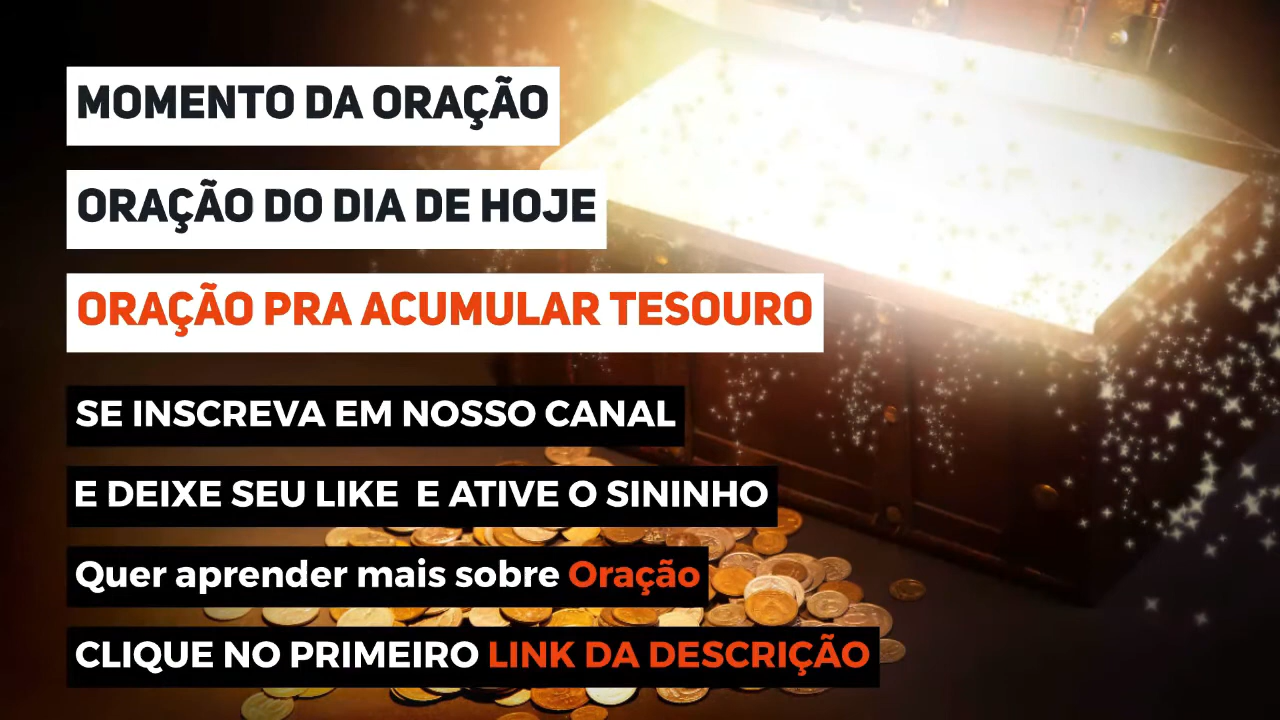 MOMENTO DA ORAÇÃO
ORAÇÃO DO DIA DE HOJE
ORAÇÃO PRA ACUMULAR TESOURO
SE INSCREVA EM NOSSO CANAL
E DEIXE SEU LIKE E ATIVE O SININHO
Quer aprender mais sobre Oração
CLIQUE NO PRIMEIRO LINK DA DESCRIÇÃO